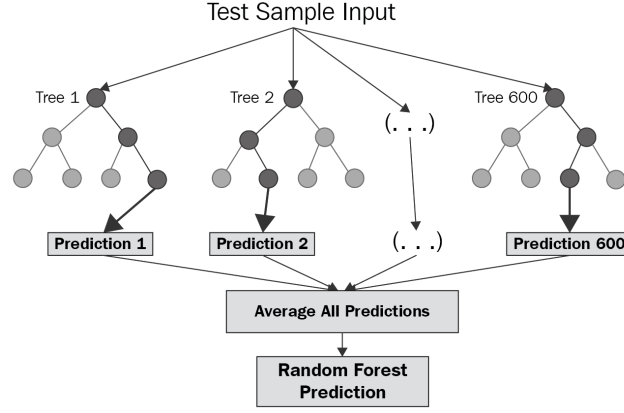 Test Sample Input
Tree 1
Tree 2
(. . .)
Tree 600
Prediction 1
Prediction 2
(. . .)
Prediction 600
Average All Predictions
Random Forest
Prediction